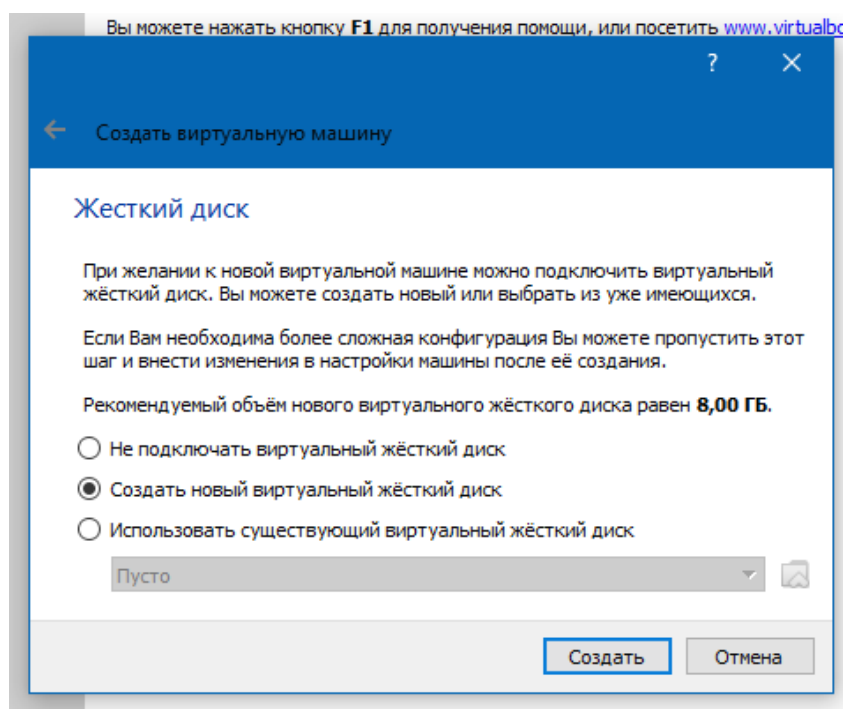 Вы можете нажать кнопку F1 для получения помощи, или посетить www.virtualbo
?
Создать виртуальную машину
Жесткий диск
При желании к новой виртуальной машине можно подключить виртуальный
жёсткий диск. Вы можете создать новый или выбрать из уже имеющихся.
Если Вам необходима более сложная конфигурация Вы можете пропустить этот
шаг и внести изменения в настройки машины после её создания.
Рекомендуемый объём нового виртуального жёсткого диска равен 8,00 ГБ.
Не подключать виртуальный жёсткий диск
Создать новый виртуальный жёсткий диск
Использовать существующий виртуальный жёсткий диск
Пусто
Создать Отмена